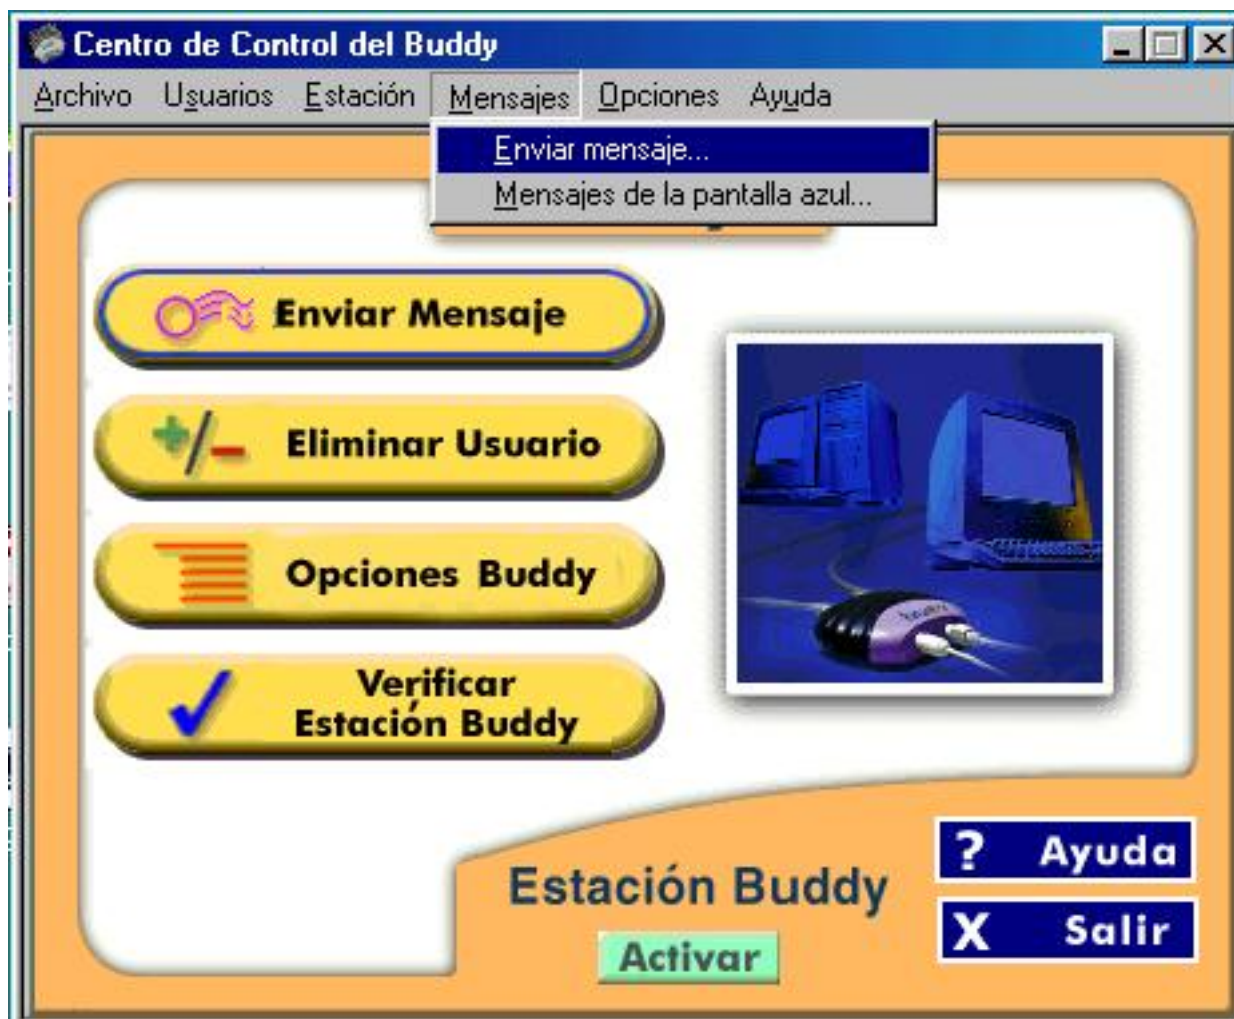 Centro de Control del Buddy
Archivo Usuarios Estación Mensajes Opciones Ayuda
Enviar mensaje...
Mensajes de la pantalla azul...
Enviar Mensaje
Eliminar Usuario
Opciones Buddy
Verificar
Estación Buddy
Estación Buddy
Activar
? Ayuda
X Salir